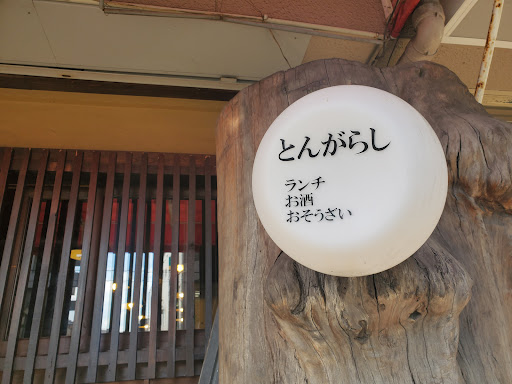 とんがらし
ランチ
お酒
おそうざい